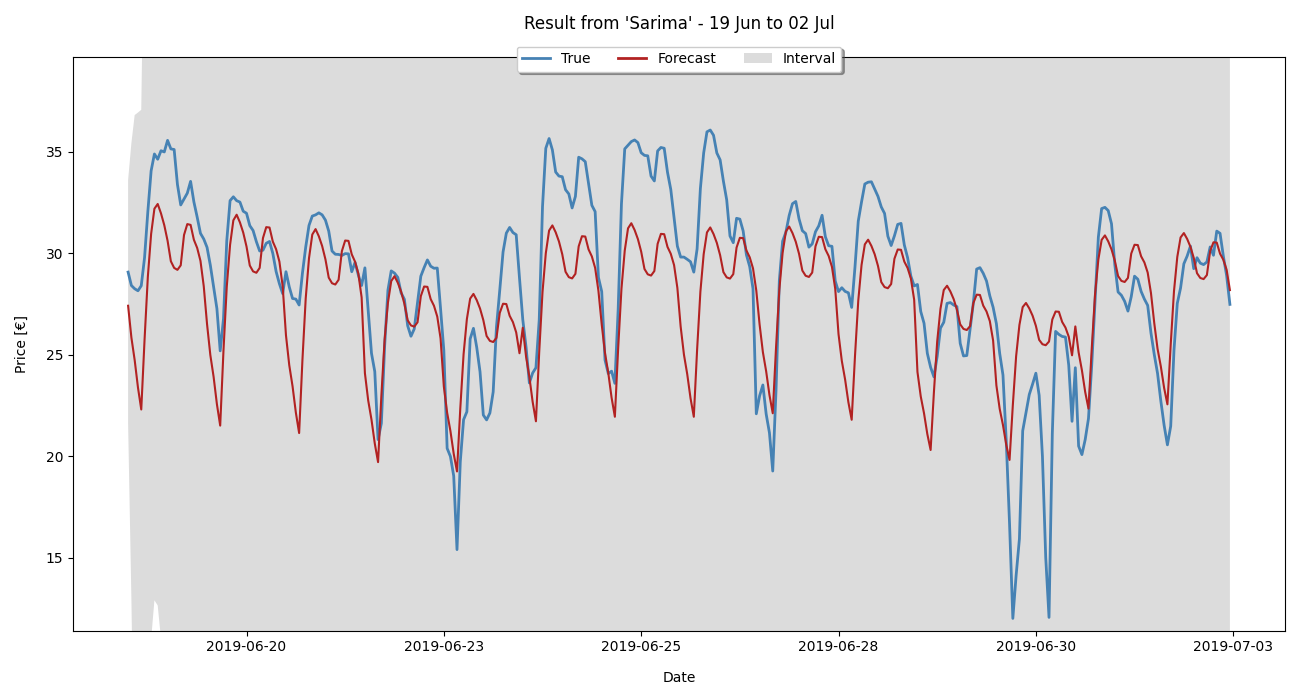 Result from 'Sarima' - 19 Jun to 02 Jul
True Forecast Interval
35
30
25
20
15
Price [€]
2019-06-20 2019-06-23 2019-06-25 2019-06-28 2019-06-30 2019-07-03
Date